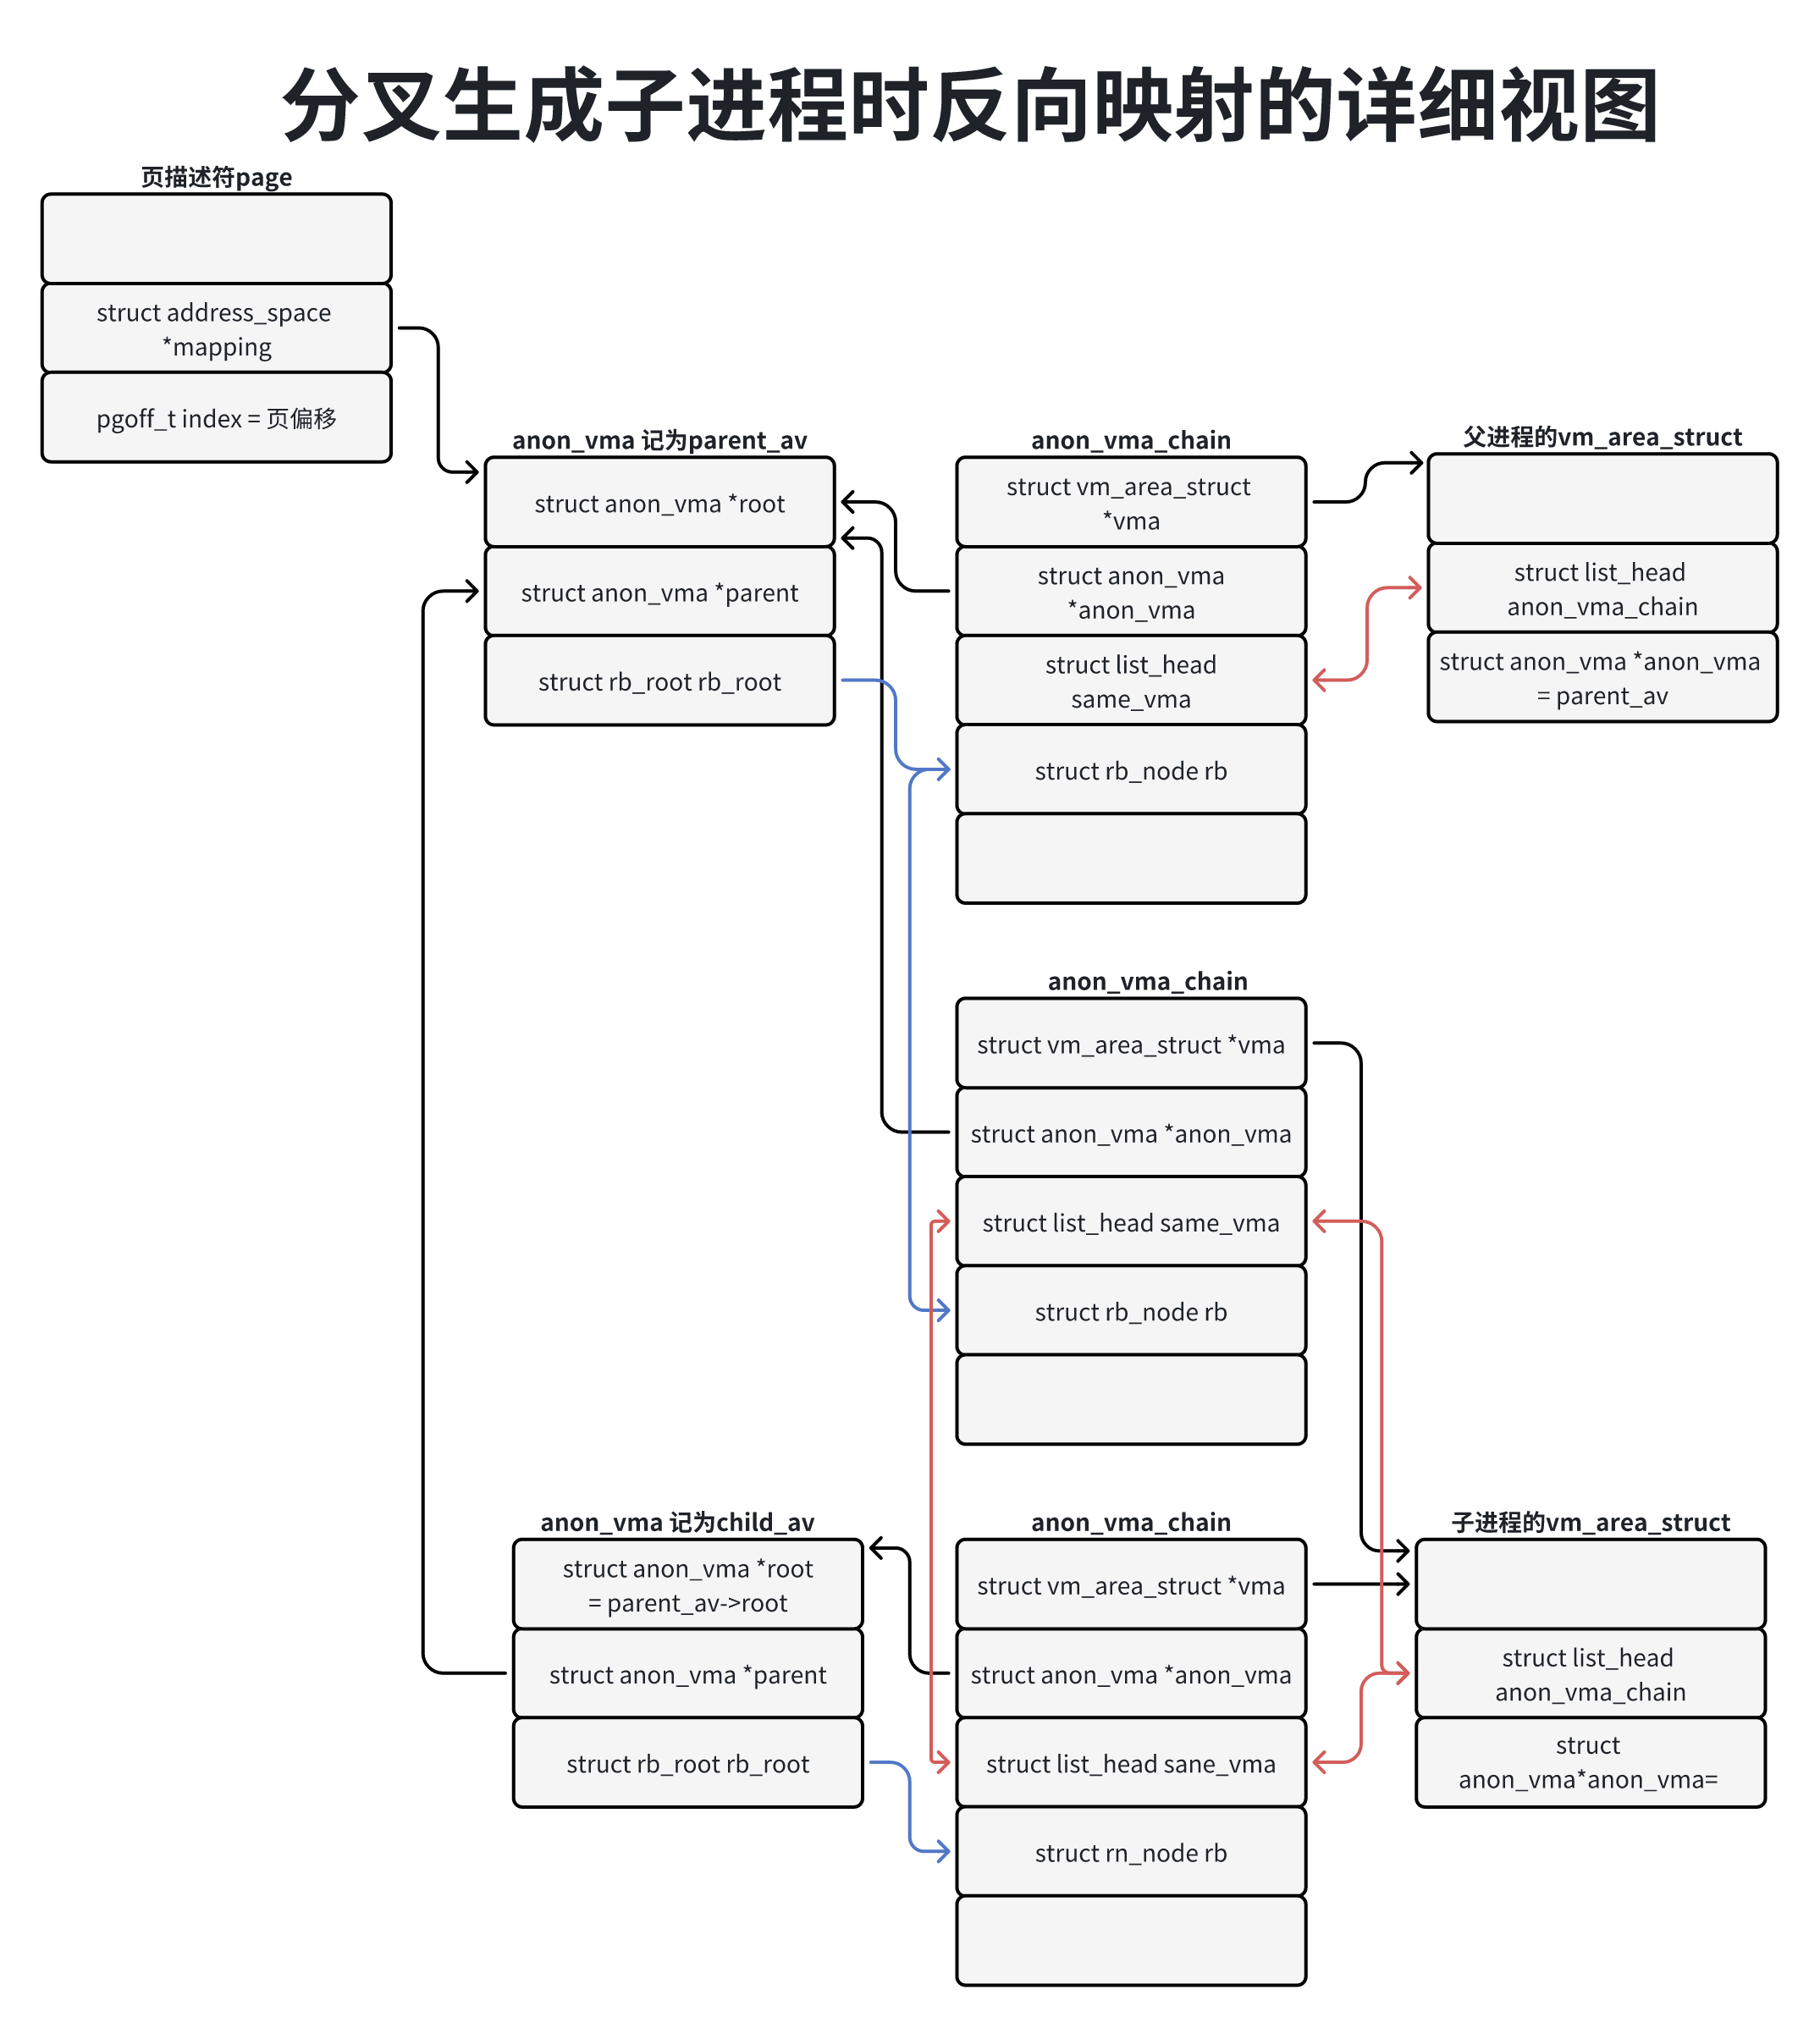 分叉生成子进程时反向映射的详细视图
页描述符page
struct address_space
*mapping
pgoff_t index = 页偏移
anon_vma 记为parent_av
struct anon_vma *root
struct anon_vma *parent
struct rb_root rb_root
anon_vma_chain
struct vm_area_struct
*vma
struct anon_vma
*anon_vma
struct list_head
same_vma
struct rb_node rb
父进程的vm_area_struct
struct list_head
anon_vma_chain
struct anon_vma *anon_vma
= parent_av
anon_vma_chain
struct vm_area_struct *vma
struct anon_vma *anon_vma
struct list_head same_vma
struct rb_node rb
anon_vma 记为child_av
struct anon_vma *root
= parent_av->root
struct anon_vma *parent
struct rb_root rb_root
anon_vma_chain
struct vm_area_struct *vma
struct anon_vma *anon_vma
struct list_head sane_vma
struct rn_node rb
子进程的vm_area_struct
struct list_head
anon_vma_chain
struct
anon_vma*anon_vma=